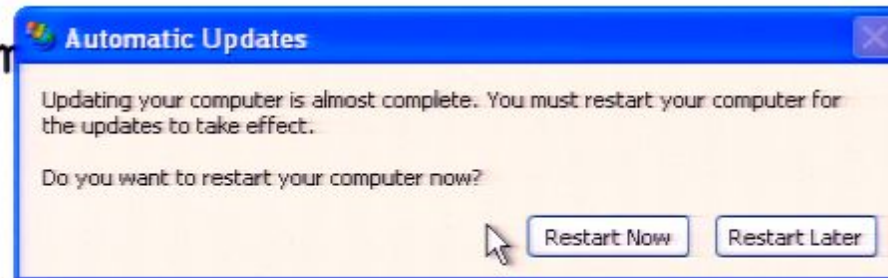 Automatic Updates
Updating your computer is almost complete. You must restart your computer for
the updates to take effect.
Do you want to restart your computer now?
Restart Now Restart Later